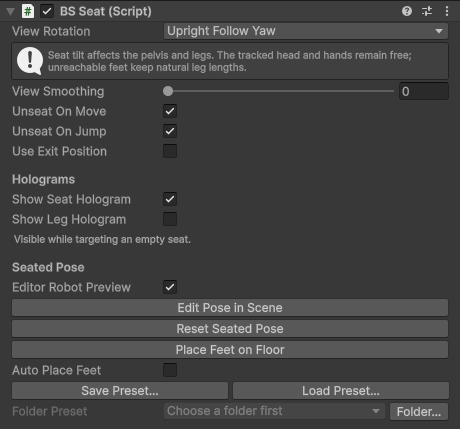 BS Seat (Script)
View Rotation Upright Follow Yaw
Seat tilt affects the pelvis and legs. The tracked head and hands remain free;
unreachable feet keep natural leg lengths.
View Smoothing 0
Unseat On Move
Unseat On Jump
Use Exit Position
Holograms
Show Seat Hologram
Show Leg Hologram
Visible while targeting an empty seat.
Seated Pose
Editor Robot Preview
Edit Pose in Scene
Reset Seated Pose
Place Feet on Floor
Auto Place Feet
Save Preset... Load Preset...
Folder Preset Choose a folder first Folder...